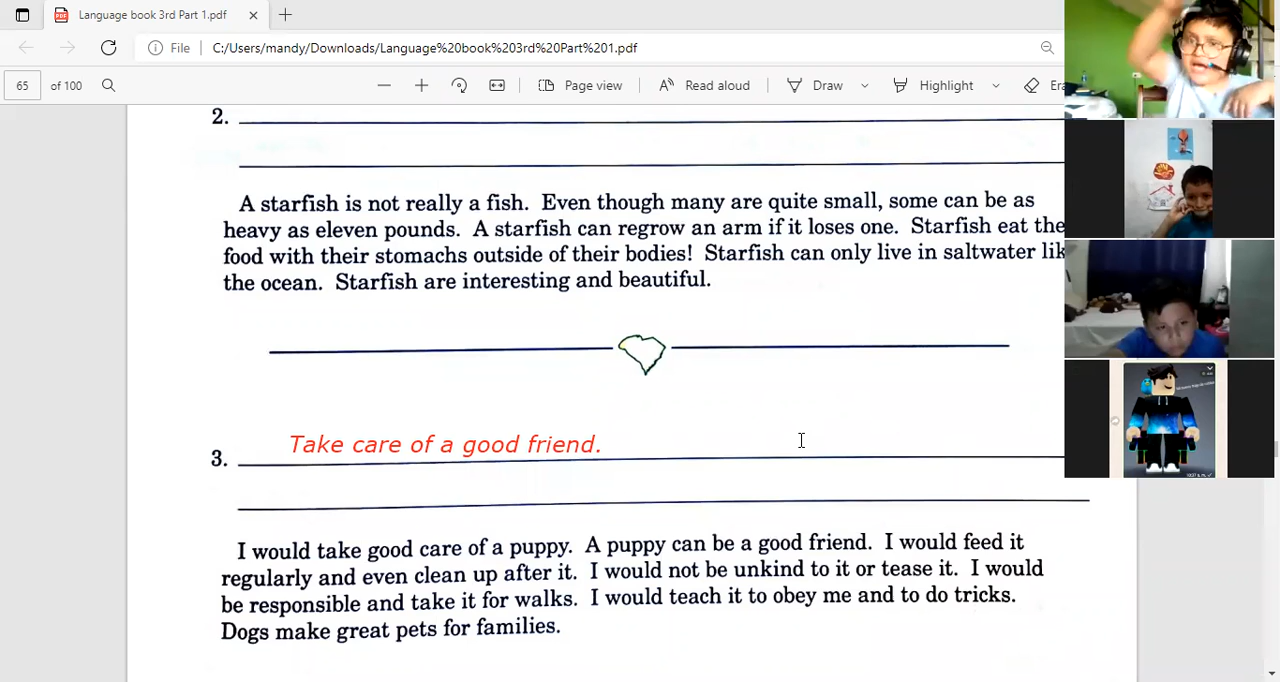 Language book 3rd Part 1.pdf
File C:/Users/mandy/Downloads/Language%20book%203rd%20Part%201.pdf
65 of 100 Page view Read aloud Draw Highlight Era
2.
A starfish is not really a fish. Even though many are quite small, some can be as
heavy as eleven pounds. A starfish can regrow an arm if it loses one. Starfish eat the
food with their stomachs outside of their bodies! Starfish can only live in saltwater lik
the ocean. Starfish are interesting and beautiful.
Take care of a good friend.
3.
I would take good care of a puppy. A puppy can be a good friend. I would feed it
regularly and even clean up after it. I would not be unkind to it or tease it. I would
be responsible and take it for walks. I would teach it to obey me and to do tricks.
Dogs make great pets for families.